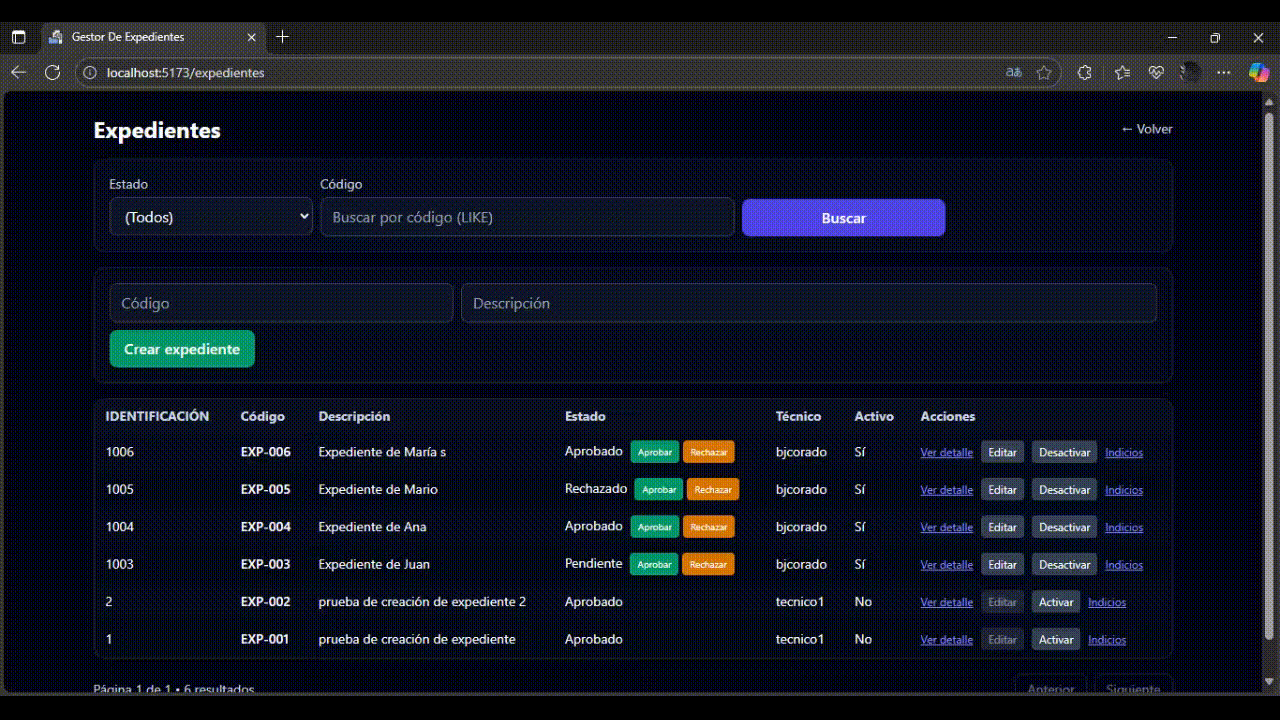 Gestor De Expedientes
localhost:5173/expedientes
Expedientes
← Volver
Estado Código
(Todos) Buscar por código (LIKE) Buscar
Código Descripción
Crear expediente
IDENTIFICACIÓN Código Descripción Estado Técnico Activo Acciones
1006 EXP-006 Expediente de María s Aprobado Aprobar Rechazar bjcorado Sí Ver detalle Editar Desactivar Indicios
1005 EXP-005 Expediente de Mario Rechazado Aprobar Rechazar bjcorado Sí Ver detalle Editar Desactivar Indicios
1004 EXP-004 Expediente de Ana Aprobado Aprobar Rechazar bjcorado Sí Ver detalle Editar Desactivar Indicios
1003 EXP-003 Expediente de Juan Pendiente Aprobar Rechazar bjcorado Sí Ver detalle Editar Desactivar Indicios
2 EXP-002 prueba de creación de expediente 2 Aprobado tecnico1 No Ver detalle Editar Activar Indicios
1 EXP-001 prueba de creación de expediente Aprobado tecnico1 No Ver detalle Editar Activar Indicios
Página 1 de 1 • 6 resultados Anterior Siguiente